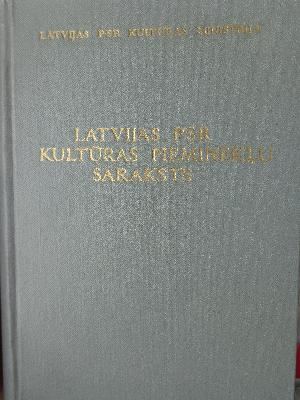 LATVIJAS PSR KULTŪRAS MINISTRIJA
LATVIJAS PSR
KULTŪRAS PIEMINEKĻU
SARAKSTS